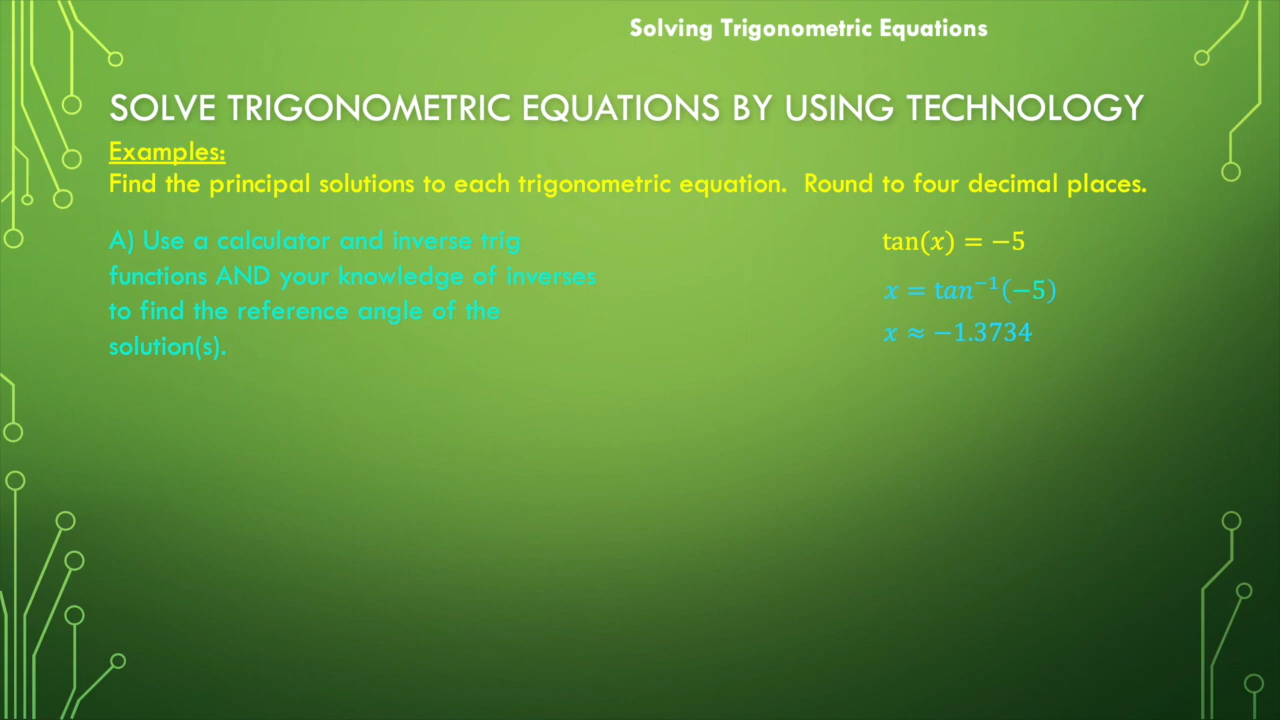 Solving Trigonometric Equations
SOLVE TRIGONOMETRIC EQUATIONS BY USING TECHNOLOGY
Examples:
Find the principal solutions to each trigonometric equation.  Round to four decimal places.
A) Use a calculator and inverse trig
functions AND your knowledge of inverses
to find the reference angle of the
solution(s).
tan(𝑥) = −5
𝑥 = t𝑎𝑛⁻¹(−5)
𝑥 ≈ −1.3734